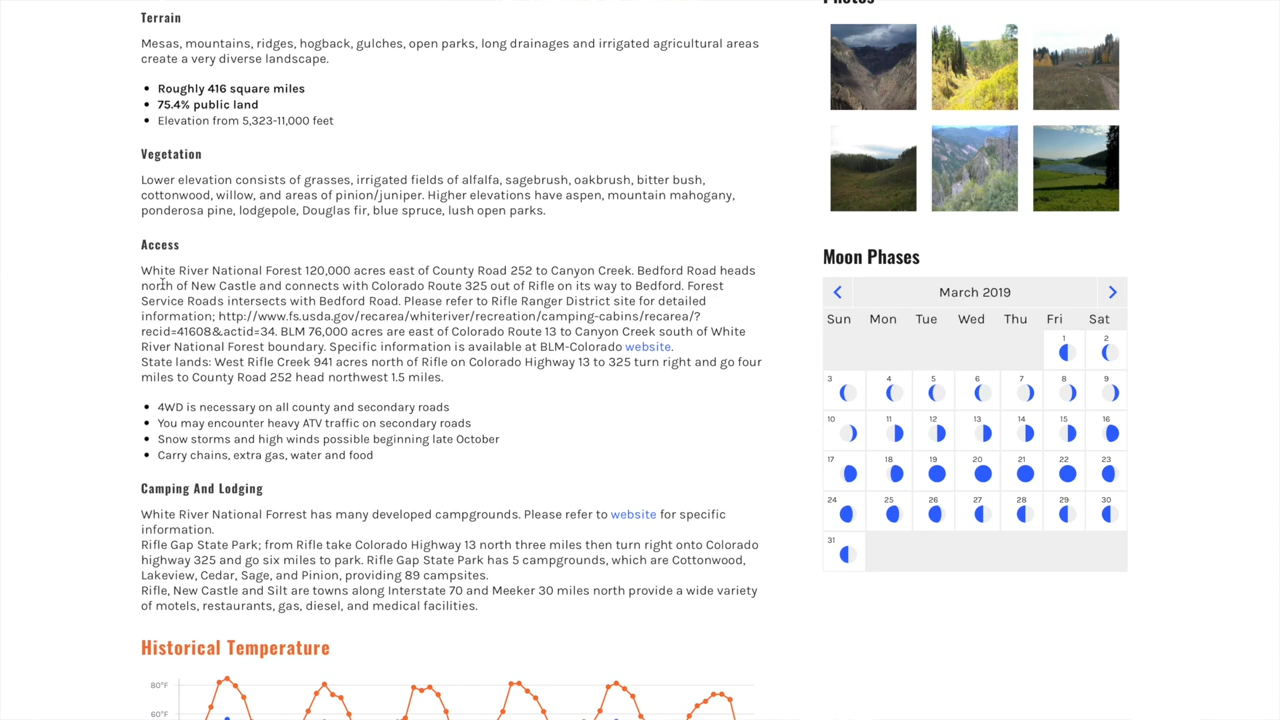 Terrain
Mesas, mountains, ridges, hogback, gulches, open parks, long drainages and irrigated agricultural areas
create a very diverse landscape.
Roughly 416 square miles
75.4% public land
Elevation from 5,323-11,000 feet
Vegetation
Lower elevation consists of grasses, irrigated fields of alfalfa, sagebrush, oakbrush, bitter bush,
cottonwood, willow, and areas of pinion/juniper. Higher elevations have aspen, mountain mahogany,
ponderosa pine, lodgepole, Douglas fir, blue spruce, lush open parks.
Access
White River National Forest 120,000 acres east of County Road 252 to Canyon Creek. Bedford Road heads
north of New Castle and connects with Colorado Route 325 out of Rifle on its way to Bedford. Forest
Service Roads intersects with Bedford Road. Please refer to Rifle Ranger District site for detailed
information; http://www.fs.usda.gov/recarea/whiteriver/recreation/camping-cabins/recarea/?
recid=41608&actid=34. BLM 76,000 acres are east of Colorado Route 13 to Canyon Creek south of White
River National Forest boundary. Specific information is available at BLM-Colorado website.
State lands: West Rifle Creek 941 acres north of Rifle on Colorado Highway 13 to 325 turn right and go four
miles to County Road 252 head northwest 1.5 miles.
4WD is necessary on all county and secondary roads
You may encounter heavy ATV traffic on secondary roads
Snow storms and high winds possible beginning late October
Carry chains, extra gas, water and food
Camping And Lodging
White River National Forrest has many developed campgrounds. Please refer to website for specific
information.
Rifle Gap State Park; from Rifle take Colorado Highway 13 north three miles then turn right onto Colorado
highway 325 and go six miles to park. Rifle Gap State Park has 5 campgrounds, which are Cottonwood,
Lakeview, Cedar, Sage, and Pinion, providing 89 campsites.
Rifle, New Castle and Silt are towns along Interstate 70 and Meeker 30 miles north provide a wide variety
of motels, restaurants, gas, diesel, and medical facilities.
Historical Temperature
80°F
60°F
Photos
Moon Phases
March 2019
Sun Mon Tue Wed Thu Fri Sat
1 2
3 4 5 6 7 8 9
10 11 12 13 14 15 16
17 18 19 20 21 22 23
24 25 26 27 28 29 30
31